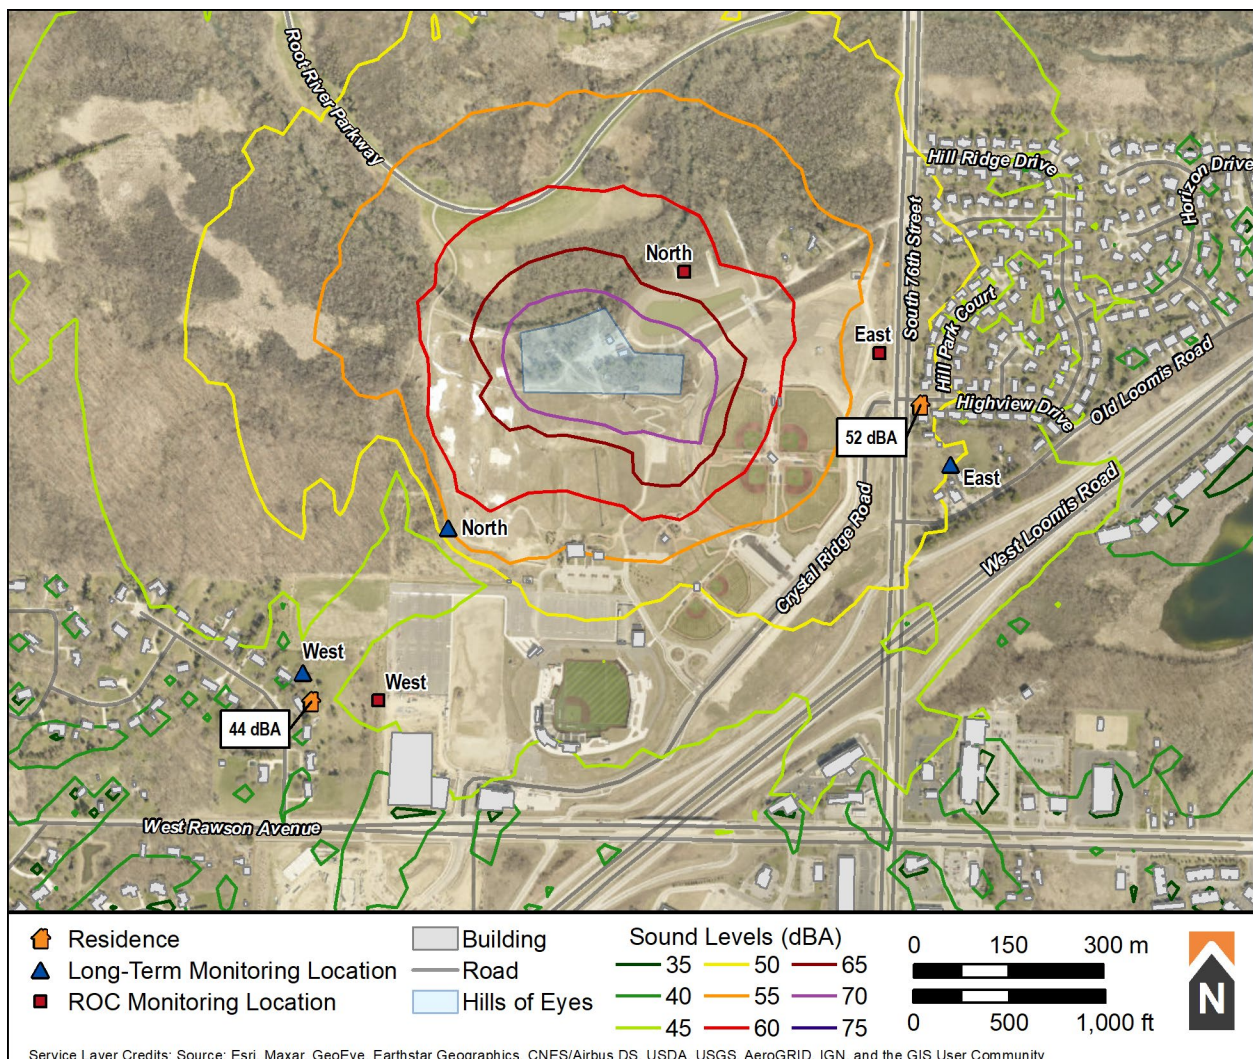 Root River Parkway
Hill Ridge Drive
Horizon Drive
South 76th Street
North
East
Hill Park Court
Old Loomis Road
Highview Drive
52 dBA
East
West Loomis Road
North
Crystal Ridge Road
West
West
44 dBA
West Rawson Avenue
Residence
Long-Term Monitoring Location
ROC Monitoring Location
Building
Road
Hills of Eyes
Sound Levels (dBA)
35 50 65
40 55 70
45 60 75
0 150 300 m
0 500 1,000 ft
N
Service Layer Credits: Source: Esri, Maxar, GeoEye, Earthstar Geographics, CNES/Airbus DS, USDA, USGS, AeroGRID, IGN, and the GIS User Community